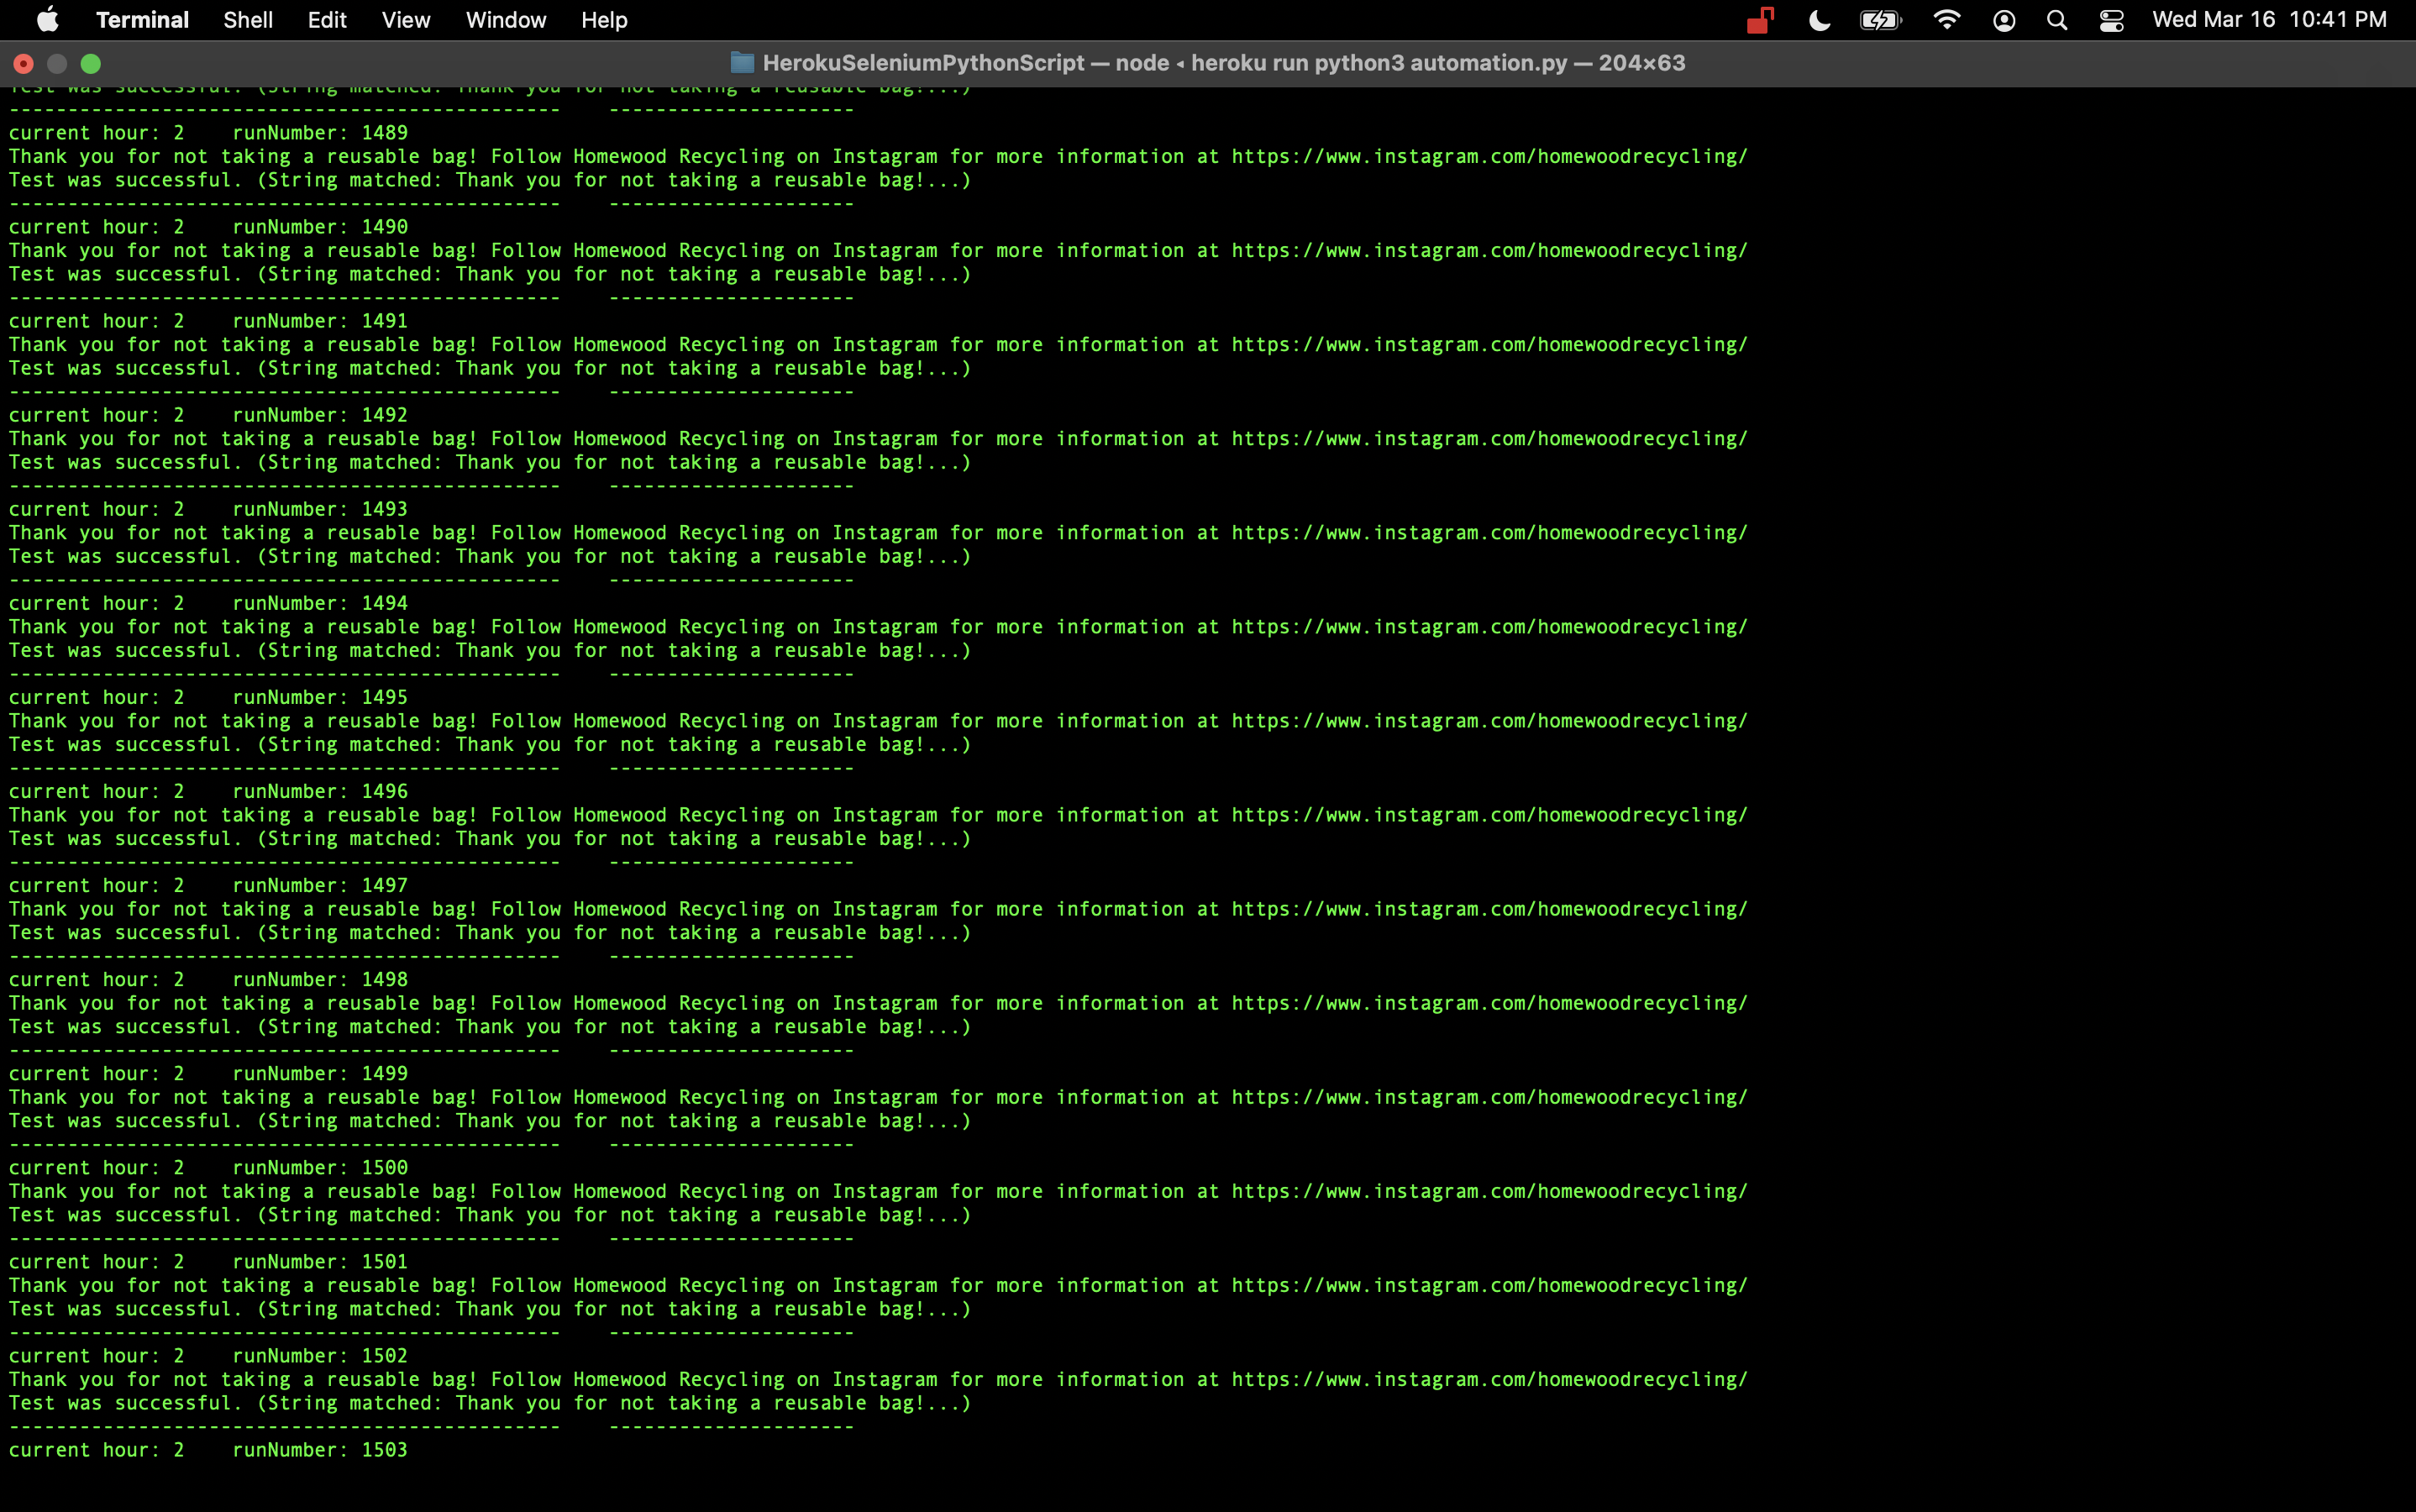 Terminal Shell Edit View Window Help Wed Mar 16 10:41 PM
HerokuSeleniumPythonScript — node ◂ heroku run python3 automation.py — 204×63
Test was successful. (String matched: Thank you for not taking a reusable bag!...)
----------------------------------------------- ---------------------
current hour: 2 runNumber: 1489
Thank you for not taking a reusable bag! Follow Homewood Recycling on Instagram for more information at https://www.instagram.com/homewoodrecycling/
Test was successful. (String matched: Thank you for not taking a reusable bag!...)
----------------------------------------------- ---------------------
current hour: 2 runNumber: 1490
Thank you for not taking a reusable bag! Follow Homewood Recycling on Instagram for more information at https://www.instagram.com/homewoodrecycling/
Test was successful. (String matched: Thank you for not taking a reusable bag!...)
----------------------------------------------- ---------------------
current hour: 2 runNumber: 1491
Thank you for not taking a reusable bag! Follow Homewood Recycling on Instagram for more information at https://www.instagram.com/homewoodrecycling/
Test was successful. (String matched: Thank you for not taking a reusable bag!...)
----------------------------------------------- ---------------------
current hour: 2 runNumber: 1492
Thank you for not taking a reusable bag! Follow Homewood Recycling on Instagram for more information at https://www.instagram.com/homewoodrecycling/
Test was successful. (String matched: Thank you for not taking a reusable bag!...)
----------------------------------------------- ---------------------
current hour: 2 runNumber: 1493
Thank you for not taking a reusable bag! Follow Homewood Recycling on Instagram for more information at https://www.instagram.com/homewoodrecycling/
Test was successful. (String matched: Thank you for not taking a reusable bag!...)
----------------------------------------------- ---------------------
current hour: 2 runNumber: 1494
Thank you for not taking a reusable bag! Follow Homewood Recycling on Instagram for more information at https://www.instagram.com/homewoodrecycling/
Test was successful. (String matched: Thank you for not taking a reusable bag!...)
----------------------------------------------- ---------------------
current hour: 2 runNumber: 1495
Thank you for not taking a reusable bag! Follow Homewood Recycling on Instagram for more information at https://www.instagram.com/homewoodrecycling/
Test was successful. (String matched: Thank you for not taking a reusable bag!...)
----------------------------------------------- ---------------------
current hour: 2 runNumber: 1496
Thank you for not taking a reusable bag! Follow Homewood Recycling on Instagram for more information at https://www.instagram.com/homewoodrecycling/
Test was successful. (String matched: Thank you for not taking a reusable bag!...)
----------------------------------------------- ---------------------
current hour: 2 runNumber: 1497
Thank you for not taking a reusable bag! Follow Homewood Recycling on Instagram for more information at https://www.instagram.com/homewoodrecycling/
Test was successful. (String matched: Thank you for not taking a reusable bag!...)
----------------------------------------------- ---------------------
current hour: 2 runNumber: 1498
Thank you for not taking a reusable bag! Follow Homewood Recycling on Instagram for more information at https://www.instagram.com/homewoodrecycling/
Test was successful. (String matched: Thank you for not taking a reusable bag!...)
----------------------------------------------- ---------------------
current hour: 2 runNumber: 1499
Thank you for not taking a reusable bag! Follow Homewood Recycling on Instagram for more information at https://www.instagram.com/homewoodrecycling/
Test was successful. (String matched: Thank you for not taking a reusable bag!...)
----------------------------------------------- ---------------------
current hour: 2 runNumber: 1500
Thank you for not taking a reusable bag! Follow Homewood Recycling on Instagram for more information at https://www.instagram.com/homewoodrecycling/
Test was successful. (String matched: Thank you for not taking a reusable bag!...)
----------------------------------------------- ---------------------
current hour: 2 runNumber: 1501
Thank you for not taking a reusable bag! Follow Homewood Recycling on Instagram for more information at https://www.instagram.com/homewoodrecycling/
Test was successful. (String matched: Thank you for not taking a reusable bag!...)
----------------------------------------------- ---------------------
current hour: 2 runNumber: 1502
Thank you for not taking a reusable bag! Follow Homewood Recycling on Instagram for more information at https://www.instagram.com/homewoodrecycling/
Test was successful. (String matched: Thank you for not taking a reusable bag!...)
----------------------------------------------- ---------------------
current hour: 2 runNumber: 1503